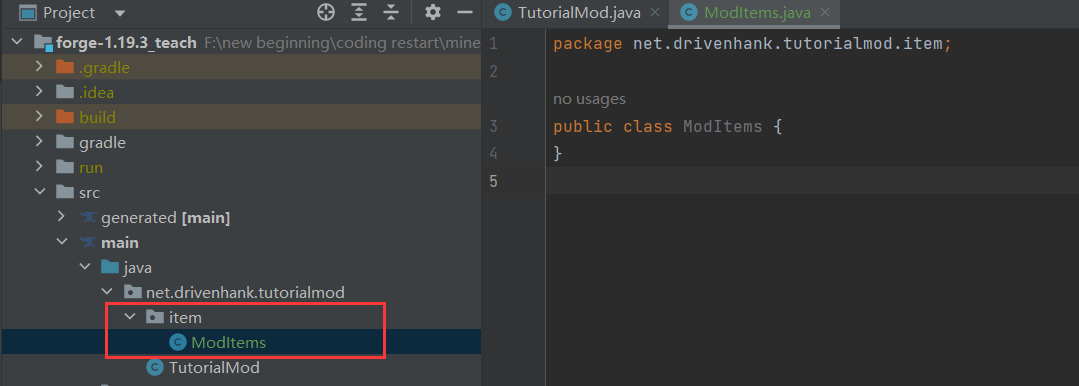 Project
forge-1.19.3_teach F:\new beginning\coding restart\mine
.gradle
.idea
build
gradle
run
src
generated [main]
main
java
net.drivenhank.tutorialmod
item
ModItems
TutorialMod
TutorialMod.java ModItems.java
1 package net.drivenhank.tutorialmod.item;
2
no usages
3 public class ModItems {
4 }
5